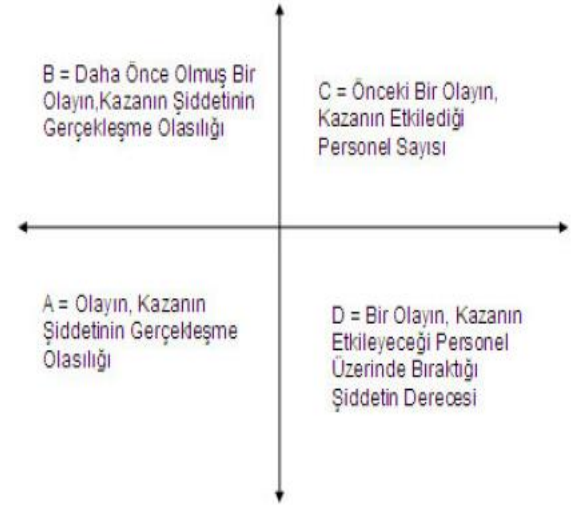 B = Daha Önce Olmuş Bir
Olayın,Kazanın Şiddetinin
Gerçekleşme Olasılığı
C = Önceki Bir Olayın,
Kazanın Etkilediği
Personel Sayısı
A = Olayın, Kazanın
Şiddetinin Gerçekleşme
Olasılığı
D = Bir Olayın, Kazanın
Etkileyeceği Personel
Üzerinde Bıraktığı
Şiddetin Derecesi